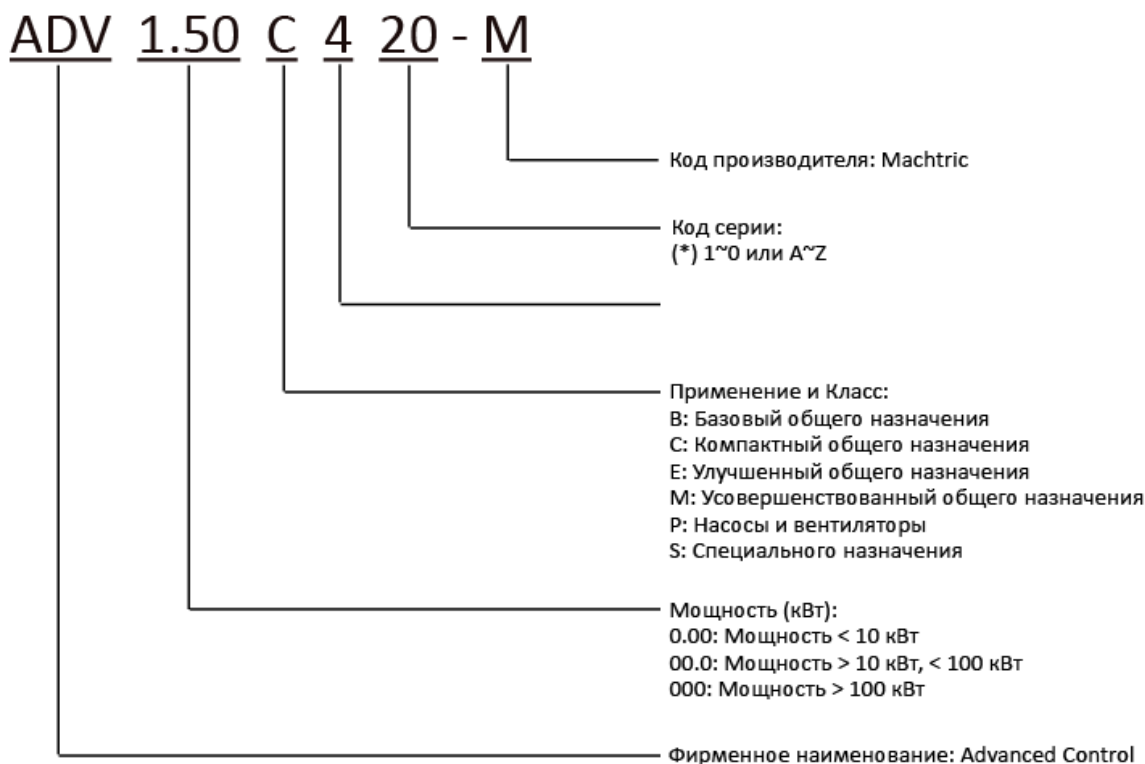 ADV 1.50 C 4 20 - M
Код производителя: Machtric
Код серии:
(*) 1~0 или A~Z
Применение и Класс:
B: Базовый общего назначения
C: Компактный общего назначения
E: Улучшенный общего назначения
M: Усовершенствованный общего назначения
P: Насосы и вентиляторы
S: Специального назначения
Мощность (кВт):
0.00: Мощность < 10 кВт
00.0: Мощность > 10 кВт, < 100 кВт
000: Мощность > 100 кВт
Фирменное наименование: Advanced Control